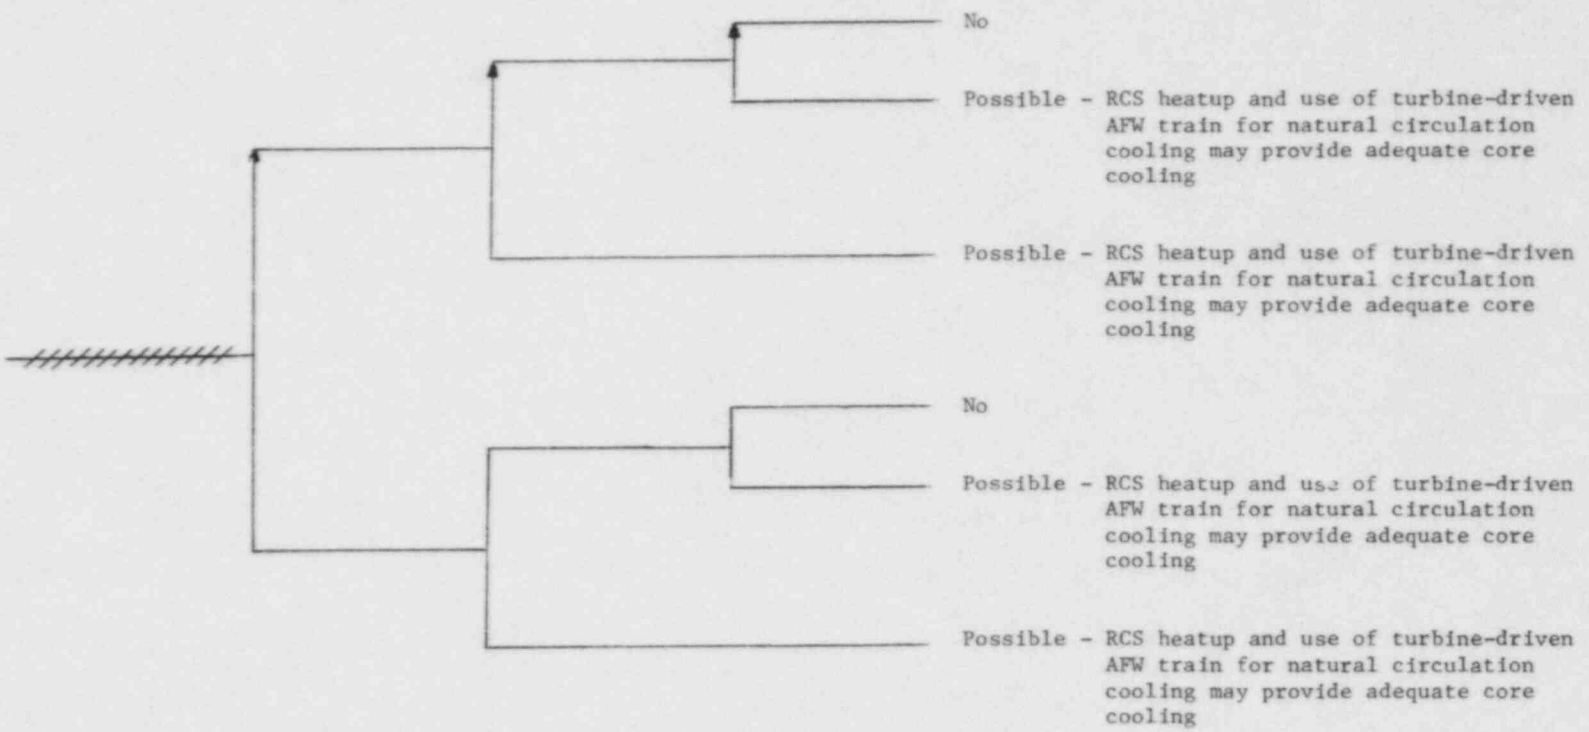 No
Possible - RCS heatup and use of turbine-driven
AFW train for natural circulation
cooling may provide adequate core
cooling
Possible - RCS heatup and use of turbine-driven
AFW train for natural circulation
cooling may provide adequate core
cooling
No
Possible - RCS heatup and use of turbine-driven
AFW train for natural circulation
cooling may provide adequate core
cooling
Possible - RCS heatup and use of turbine-driven
AFW train for natural circulation
cooling may provide adequate core
cooling